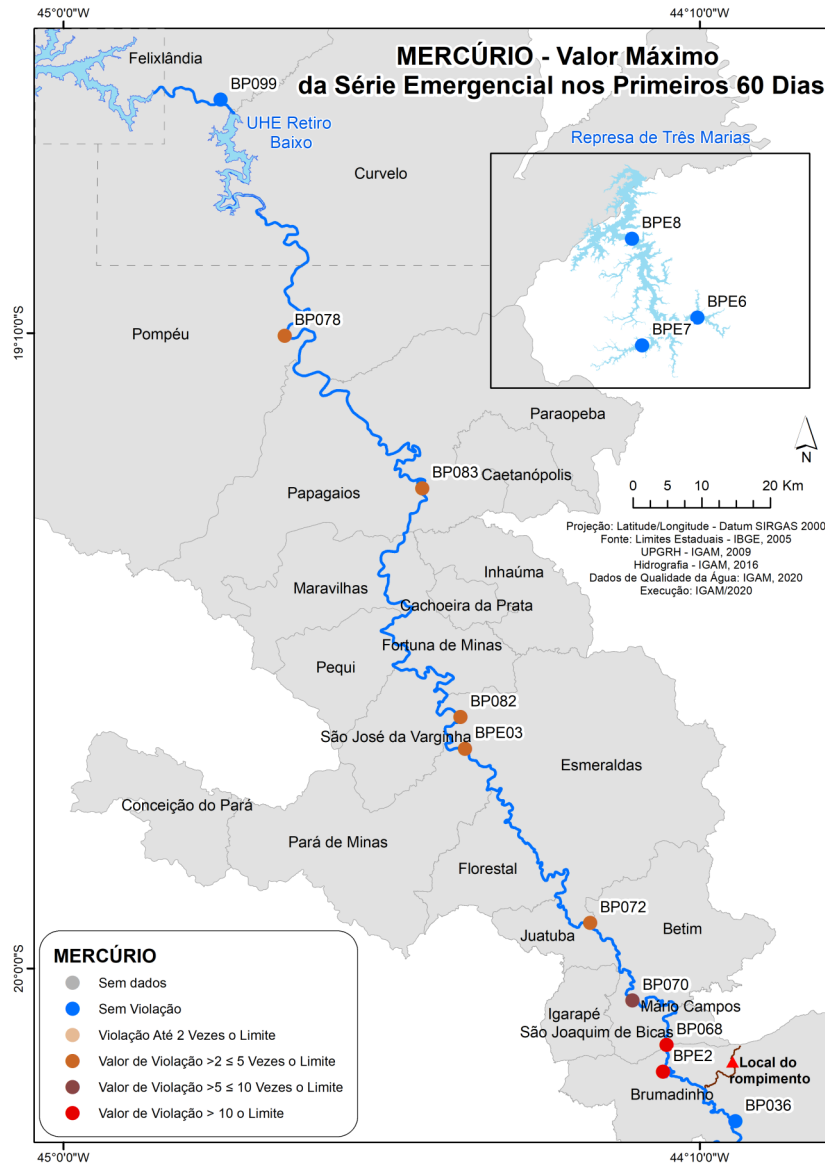 45°0'0"W
44°10'0"W
MERCÚRIO - Valor Máximo
da Série Emergencial nos Primeiros 60 Dias
Felixlândia
BP099
UHE Retiro
Baixo
Curvelo
Represa de Três Marias
BPE8
BPE6
BPE7
19°10'0"S
Pompéu
BP078
Paraopeba
BP083
Caetanópolis
Papagaios
N
0 5 10 20 Km
Projeção: Latitude/Longitude - Datum SIRGAS 2000
Fonte: Limites Estaduais - IBGE, 2005
UPGRH - IGAM, 2009
Hidrografia - IGAM, 2016
Dados de Qualidade da Água: IGAM, 2020
Execução: IGAM/2020
Inhaúma
Maravilhas
Cachoeira da Prata
Fortuna de Minas
Pequi
BP082
São José da Varginha
BPE03
Esmeraldas
Conceição do Pará
Pará de Minas
Florestal
BP072
Juatuba
Betim
20°0'0"S
BP070
Mário Campos
Igarapé
São Joaquim de Bicas
BP068
BPE2
Local do
rompimento
Brumadinho
BP036
MERCÚRIO
Sem dados
Sem Violação
Violação Até 2 Vezes o Limite
Valor de Violação >2 ≤ 5 Vezes o Limite
Valor de Violação >5 ≤ 10 Vezes o Limite
Valor de Violação > 10 o Limite
45°0'0"W
44°10'0"W